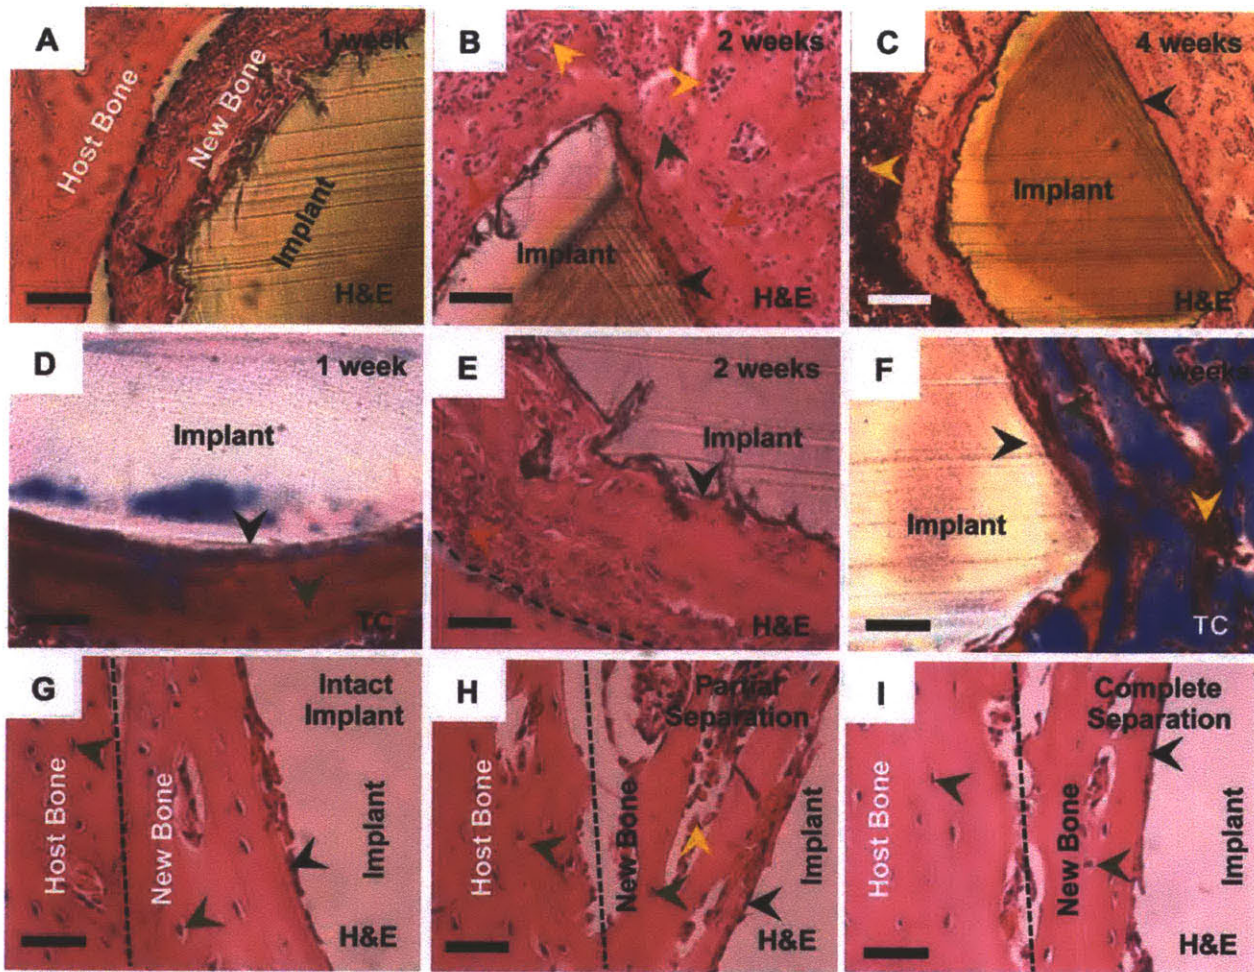 A
1 week
Host Bone
New Bone
Implant
H&E
B
2 weeks
Implant
H&E
C
4 weeks
Implant
H&E
D
1 week
Implant
TC
E
2 weeks
Implant
H&E
F
4 weeks
Implant
TC
G
Intact
Implant
Host Bone
New Bone
Implant
H&E
H
Partial
Separation
Host Bone
New Bone
Implant
H&E
I
Complete
Separation
Host Bone
New Bone
Implant
H&E